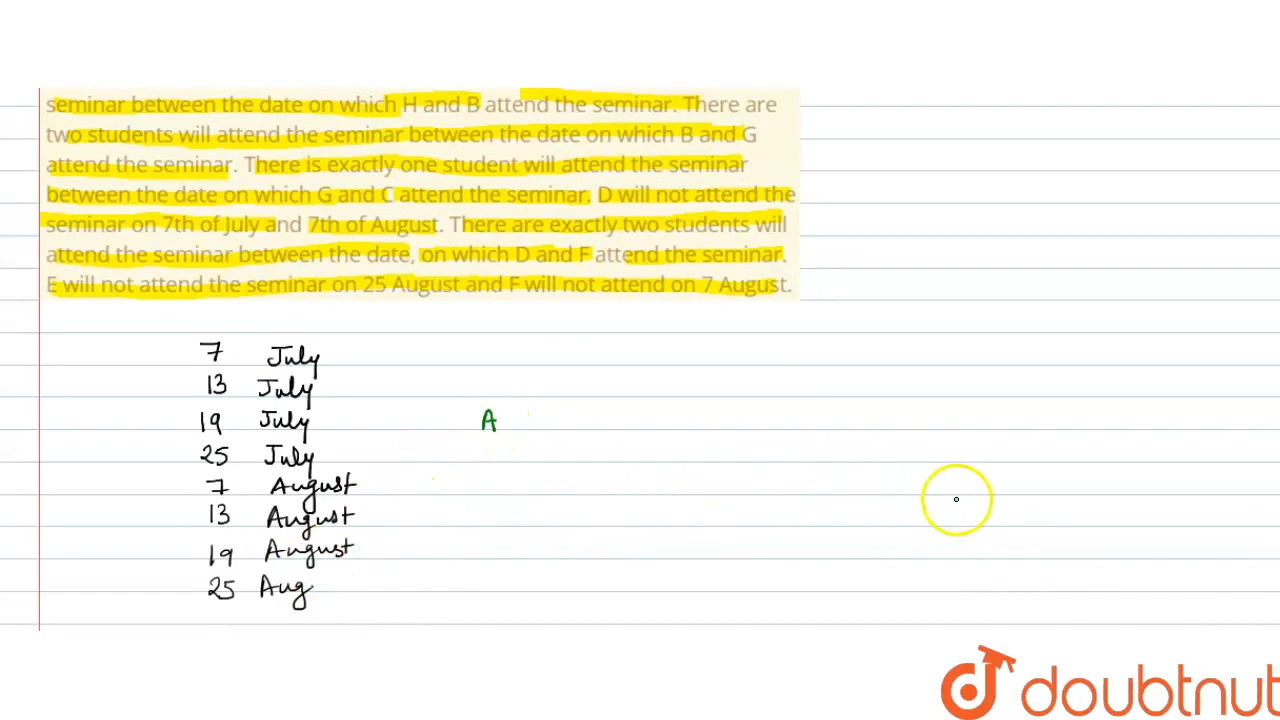 seminar between the date on which H and B attend the seminar. There are
two students will attend the seminar between the date on which B and G
attend the seminar. There is exactly one student will attend the seminar
between the date on which G and C attend the seminar. D will not attend the
seminar on 7th of July and 7th of August. There are exactly two students will
attend the seminar between the date, on which D and F attend the seminar.
E will not attend the seminar on 25 August and F will not attend on 7 August.
7 July
13 July
19 July A
25 July
7 August
13 August
19 August
25 Aug
doubtnut